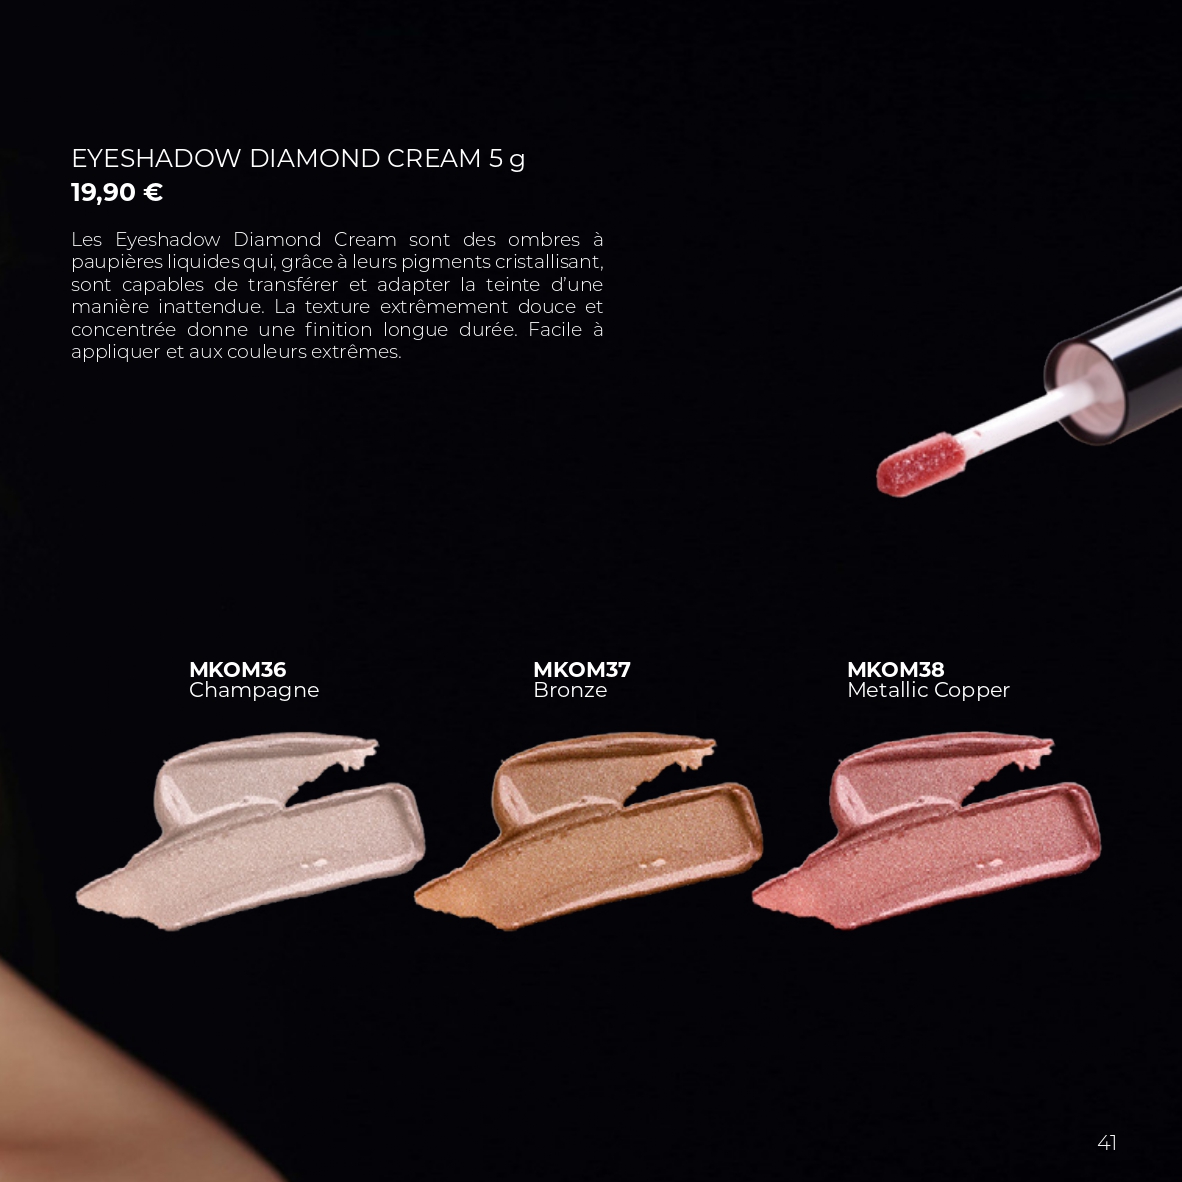 EYESHADOW DIAMOND CREAM 5 g
19,90 €
Les Eyeshadow Diamond Cream sont des ombres à
paupières liquides qui, grâce à leurs pigments cristallisant,
sont capables de transférer et adapter la teinte d’une
manière inattendue. La texture extrêmement douce et
concentrée donne une finition longue durée. Facile à
appliquer et aux couleurs extrêmes.
MKOM36
Champagne
MKOM37
Bronze
MKOM38
Metallic Copper
41